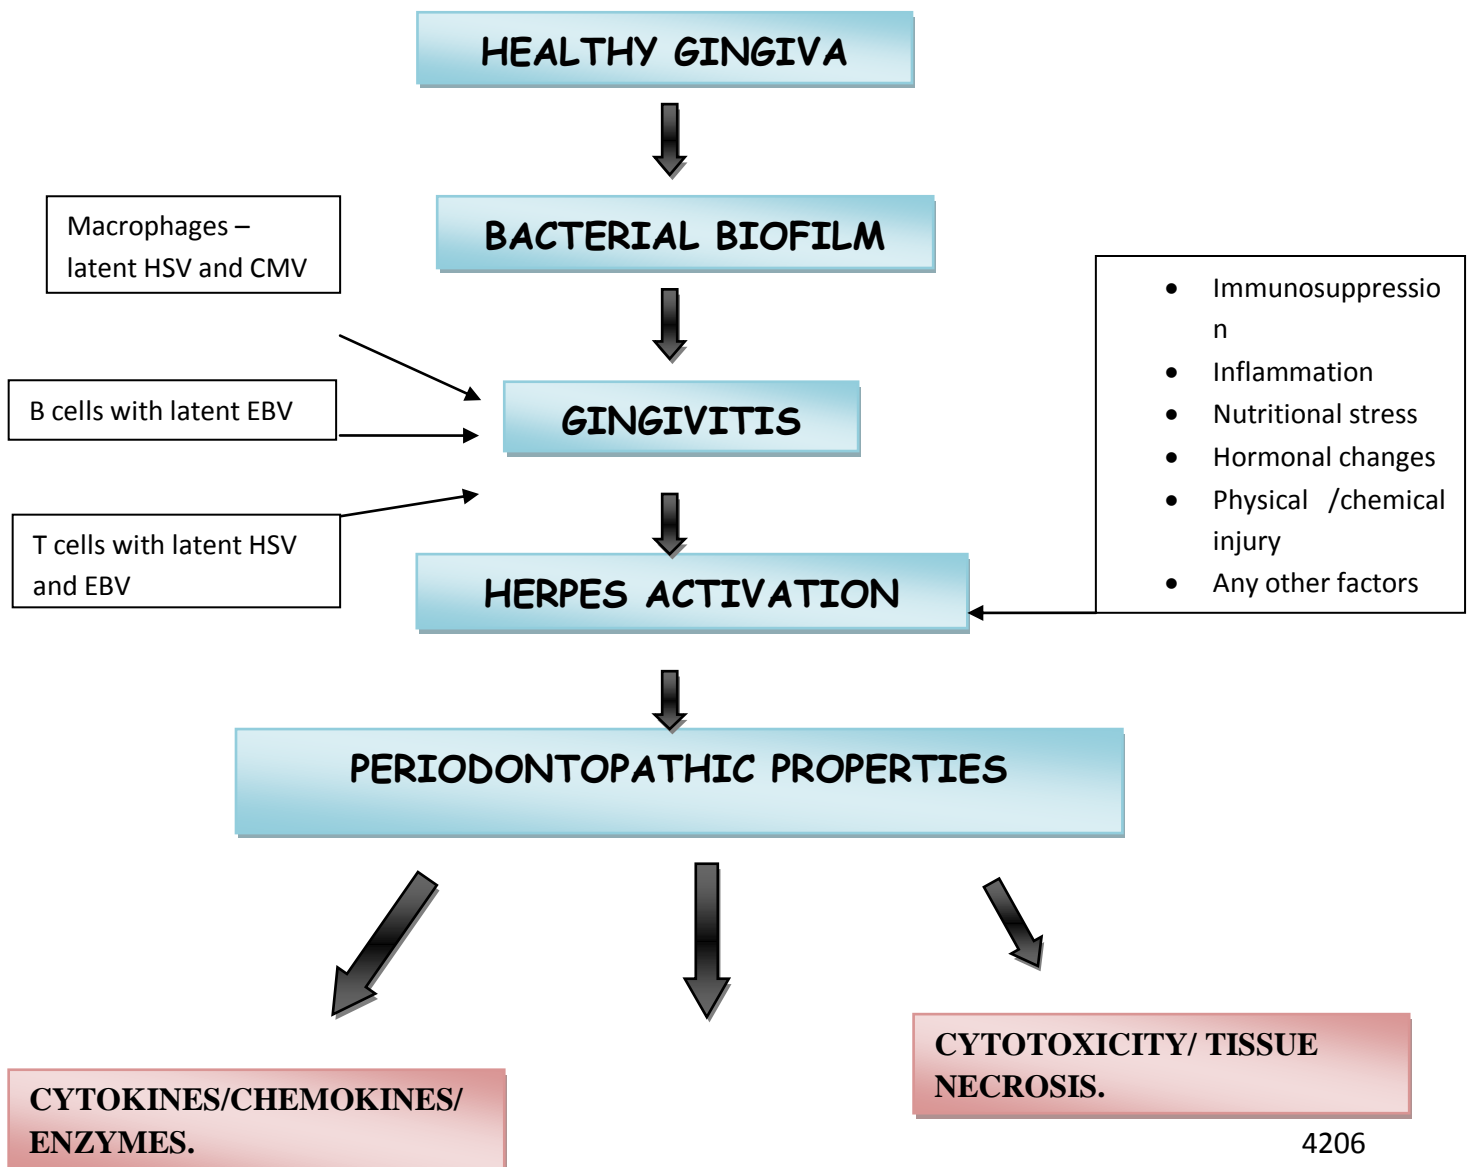 HEALTHY GINGIVA
BACTERIAL BIOFILM
Macrophages –
latent HSV and CMV
• Immunosuppressio
n
• Inflammation
• Nutritional stress
• Hormonal changes
• Physical /chemical
injury
• Any other factors
B cells with latent EBV
GINGIVITIS
T cells with latent HSV
and EBV
HERPES ACTIVATION
PERIODONTOPATHIC PROPERTIES
CYTOKINES/CHEMOKINES/
ENZYMES.
CYTOTOXICITY/ TISSUE
NECROSIS.
4206